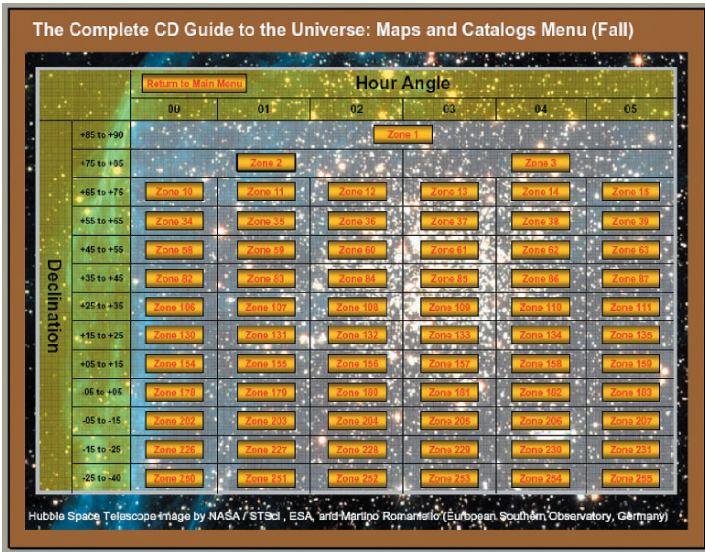 The Complete CD Guide to the Universe: Maps and Catalogs Menu (Fall)
Return to Main Menu Hour Angle
00 01 02 03 04 05
+85 to +90 Zone 1
+75 to +85 Zone 2 Zone 3
+65 to +75 Zone 10 Zone 11 Zone 12 Zone 13 Zone 14 Zone 15
+55 to +65 Zone 34 Zone 35 Zone 36 Zone 37 Zone 38 Zone 39
+45 to +55 Zone 58 Zone 59 Zone 60 Zone 61 Zone 62 Zone 63
Declination
+35 to +45 Zone 82 Zone 83 Zone 84 Zone 85 Zone 86 Zone 87
+25 to +35 Zone 106 Zone 107 Zone 108 Zone 109 Zone 110 Zone 111
+15 to +25 Zone 130 Zone 131 Zone 132 Zone 133 Zone 134 Zone 135
+05 to +15 Zone 154 Zone 155 Zone 156 Zone 157 Zone 158 Zone 159
-05 to +05 Zone 178 Zone 179 Zone 180 Zone 181 Zone 182 Zone 183
-05 to -15 Zone 202 Zone 203 Zone 204 Zone 205 Zone 206 Zone 207
-15 to -25 Zone 226 Zone 227 Zone 228 Zone 229 Zone 230 Zone 231
-25 to -40 Zone 250 Zone 251 Zone 252 Zone 253 Zone 254 Zone 255
Hubble Space Telescope image by NASA / STScI , ESA, and Martino Romaniello (European Southern Observatory, Germany)